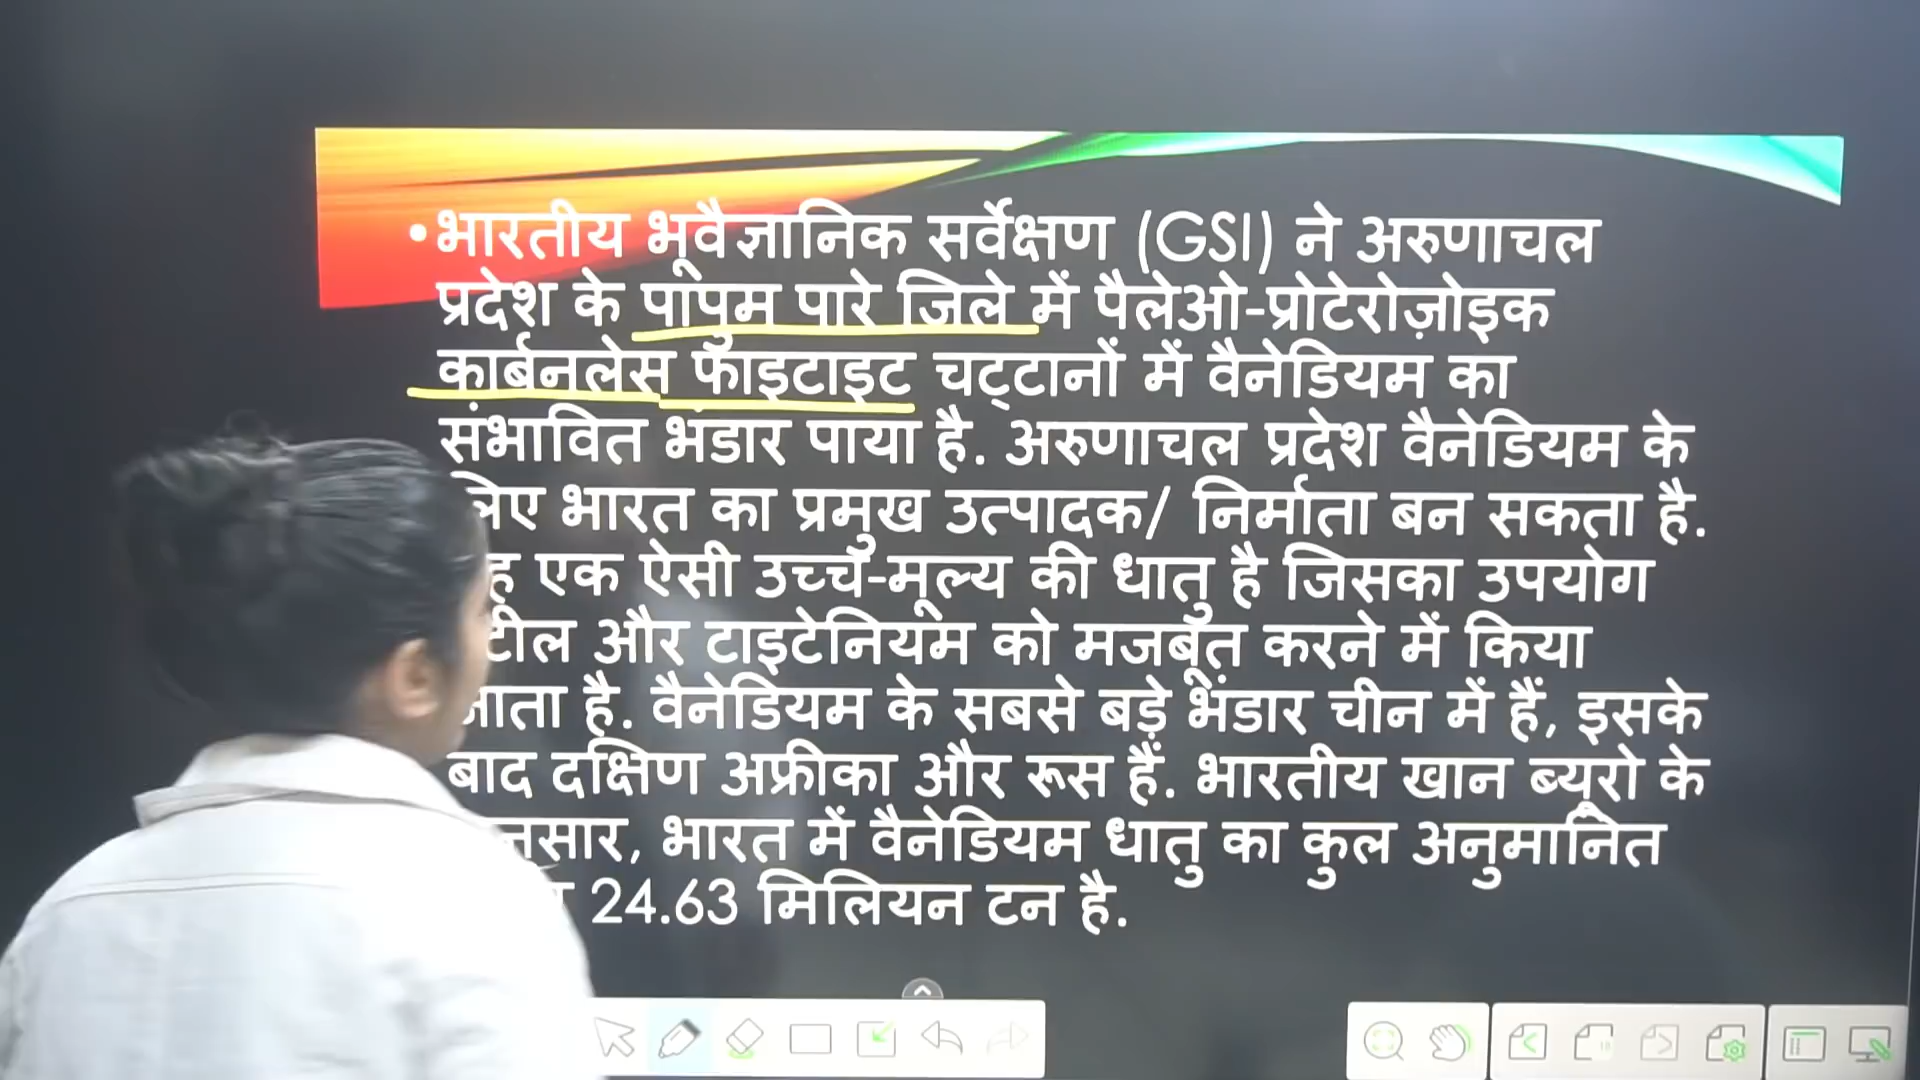 •भारतीय भूवैज्ञानिक सर्वेक्षण (GSI) ने अरुणाचल
प्रदेश के पापुम पारे जिले में पैलेओ-प्रोटेरोज़ोइक
कार्बनलेस फाइटाइट चट्टानों में वैनेडियम का
संभावित भंडार पाया है. अरुणाचल प्रदेश वैनेडियम के
भारत का प्रमुख उत्पादक/ निर्माता बन सकता है.
एक ऐसी उच्च-मूल्य की धातु है जिसका उपयोग
और टाइटेनियम को मजबूत करने में किया
है. वैनेडियम के सबसे बड़े भंडार चीन में हैं, इसके
बाद दक्षिण अफ्रीका और रूस हैं. भारतीय खान ब्यूरो के
भारत में वैनेडियम धातु का कुल अनुमानित
24.63 मिलियन टन है.